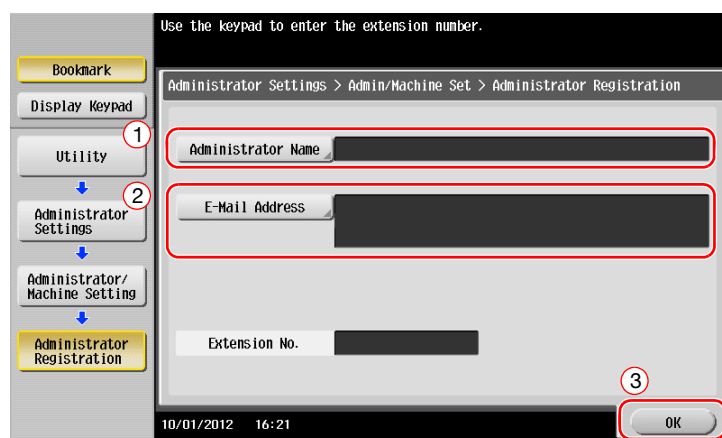 Use the keypad to enter the extension number.
Bookmark
Display Keypad
Administrator Settings > Admin/Machine Set > Administrator Registration
1
Utility
Administrator Name
2
Administrator
Settings
E-Mail Address
Administrator/
Machine Setting
Administrator
Registration
Extension No.
3
10/01/2012 16:21
OK